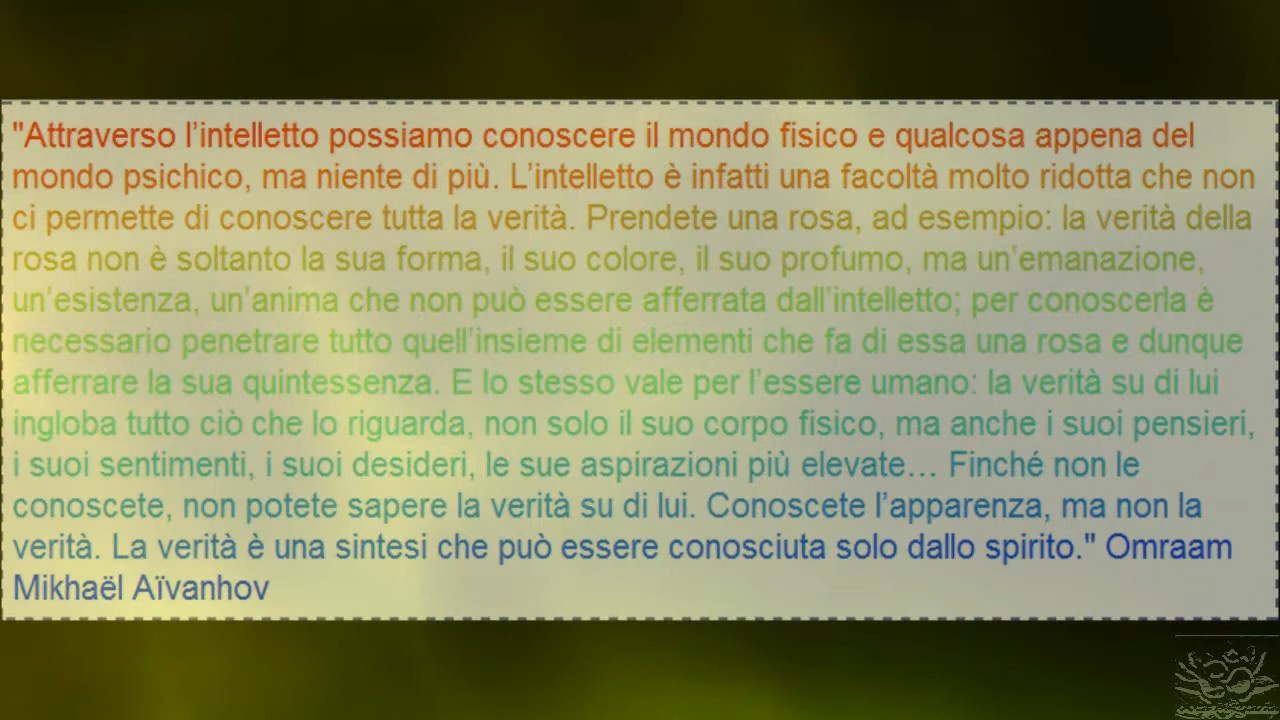 "Attraverso l’intelletto possiamo conoscere il mondo fisico e qualcosa appena del
mondo psichico, ma niente di più. L’intelletto è infatti una facoltà molto ridotta che non
ci permette di conoscere tutta la verità. Prendete una rosa, ad esempio: la verità della
rosa non è soltanto la sua forma, il suo colore, il suo profumo, ma un’emanazione,
un’esistenza, un’anima che non può essere afferrata dall’intelletto; per conoscerla è
necessario penetrare tutto quell’insieme di elementi che fa di essa una rosa e dunque
afferrare la sua quintessenza. E lo stesso vale per l’essere umano: la verità su di lui
ingloba tutto ciò che lo riguarda, non solo il suo corpo fisico, ma anche i suoi pensieri,
i suoi sentimenti, i suoi desideri, le sue aspirazioni più elevate… Finché non le
conoscete, non potete sapere la verità su di lui. Conoscete l’apparenza, ma non la
verità. La verità è una sintesi che può essere conosciuta solo dallo spirito." Omraam
Mikhaël Aïvanhov